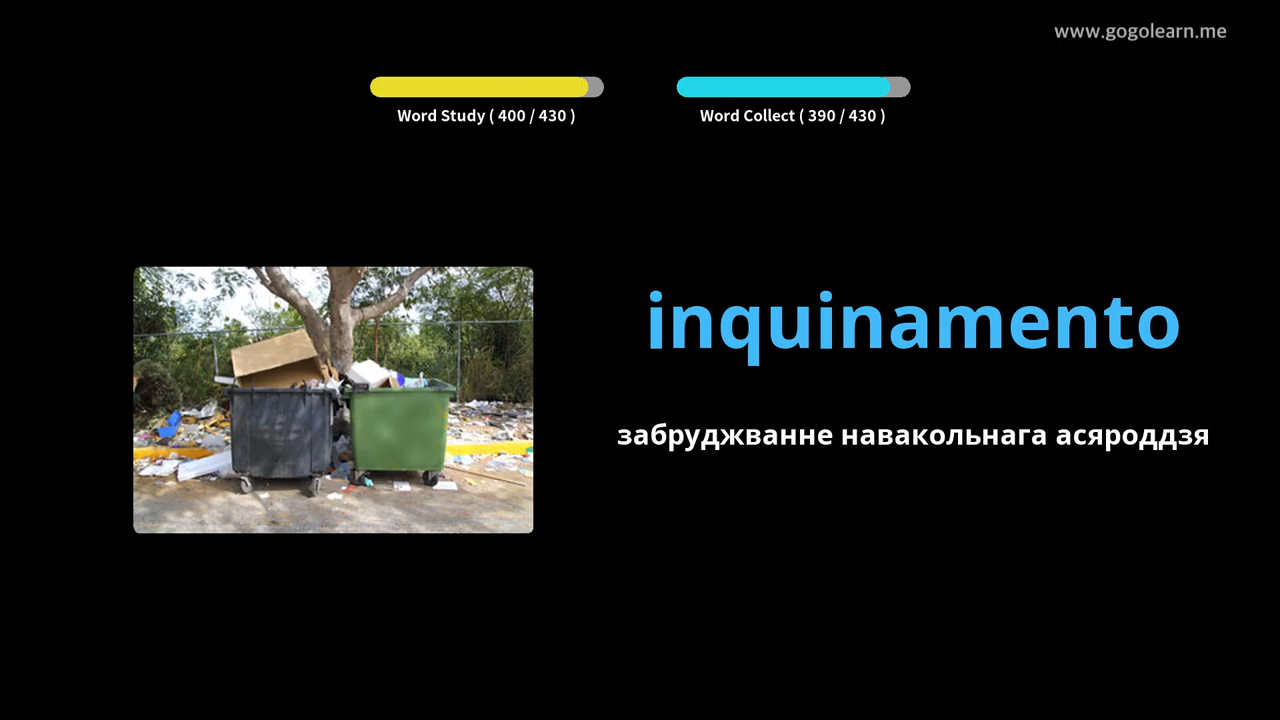 www.gogolearn.me
Word Study ( 400 / 430 )
Word Collect ( 390 / 430 )
inquinamento
забруджванне навакольнага асяроддзя